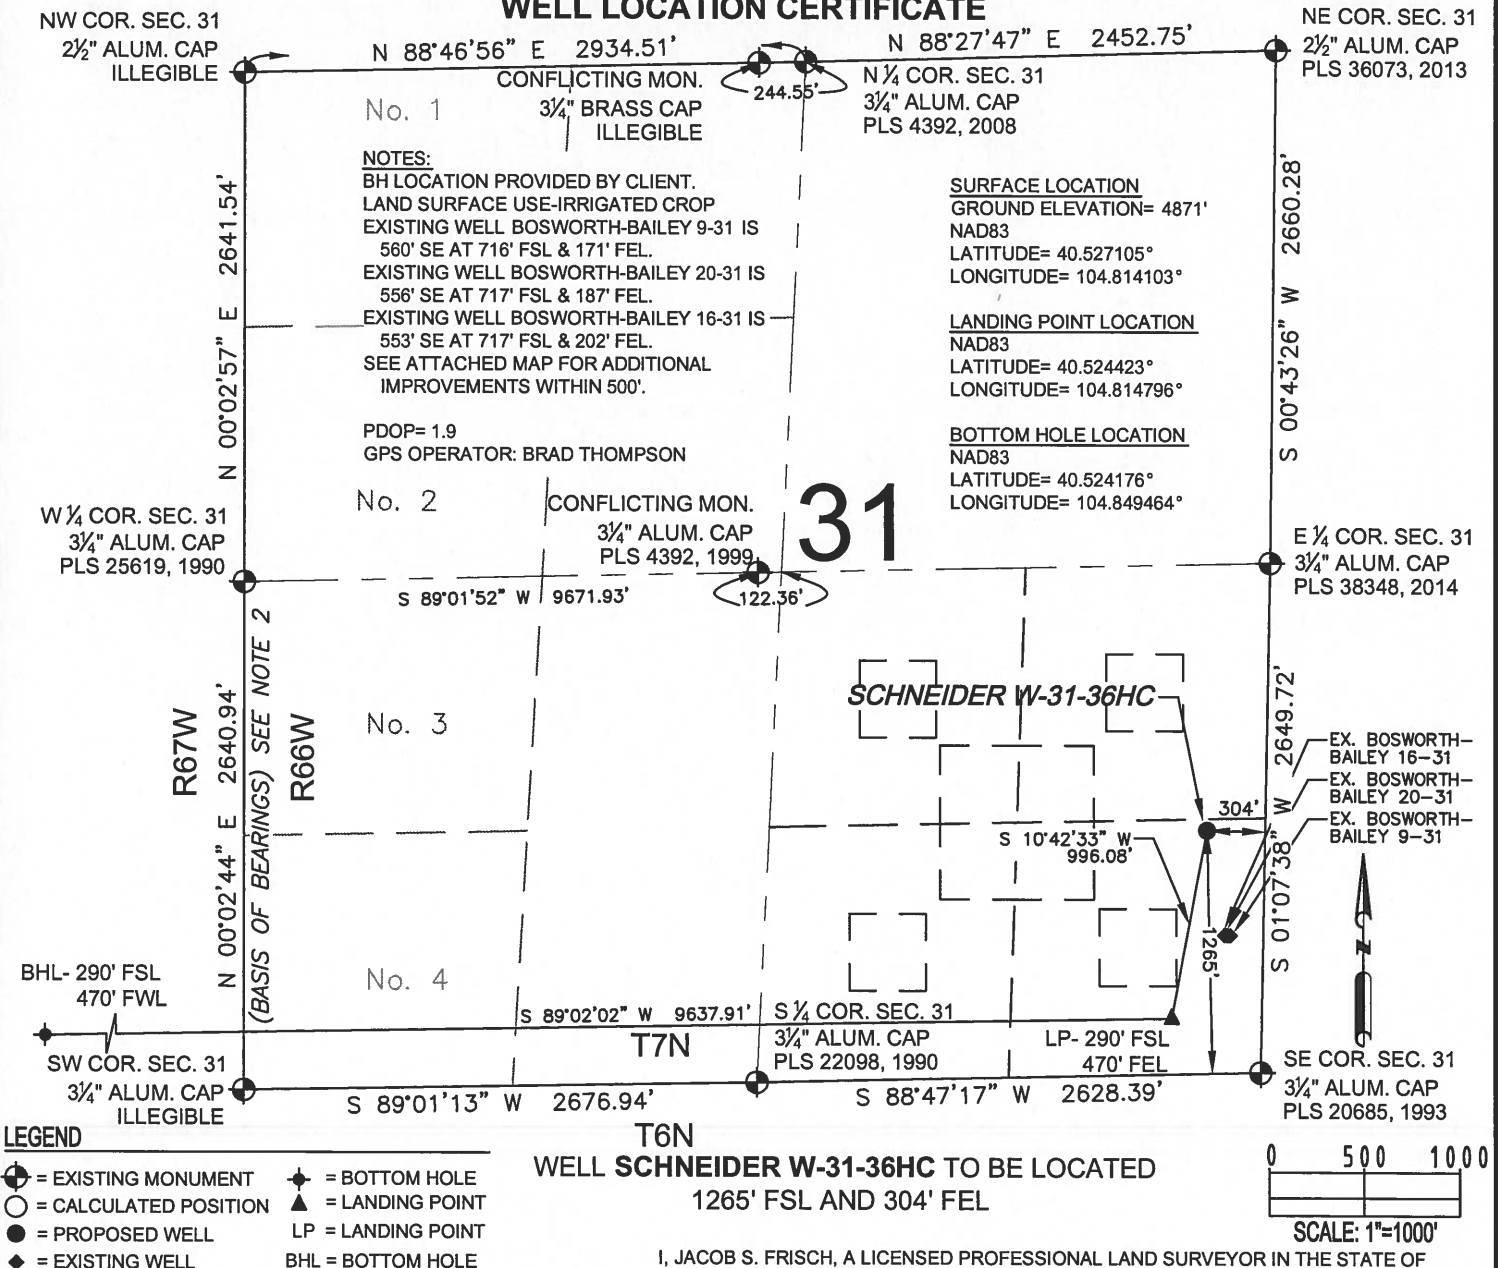 WELL LOCATION CERTIFICATE
NW COR. SEC. 31
2½" ALUM. CAP
ILLEGIBLE
N 88°46'56" E 2934.51'
N 88°27'47" E 2452.75'
NE COR. SEC. 31
2½" ALUM. CAP
PLS 36073, 2013
CONFLICTING MON.
3¼" BRASS CAP
ILLEGIBLE
244.55'
N ¼ COR. SEC. 31
3¼" ALUM. CAP
PLS 4392, 2008
No. 1
NOTES:
BH LOCATION PROVIDED BY CLIENT.
LAND SURFACE USE-IRRIGATED CROP
EXISTING WELL BOSWORTH-BAILEY 9-31 IS
560' SE AT 716' FSL & 171' FEL.
EXISTING WELL BOSWORTH-BAILEY 20-31 IS
556' SE AT 717' FSL & 187' FEL.
EXISTING WELL BOSWORTH-BAILEY 16-31 IS
553' SE AT 717' FSL & 202' FEL.
SEE ATTACHED MAP FOR ADDITIONAL
IMPROVEMENTS WITHIN 500'.
PDOP= 1.9
GPS OPERATOR: BRAD THOMPSON
SURFACE LOCATION
GROUND ELEVATION= 4871'
NAD83
LATITUDE= 40.527105°
LONGITUDE= 104.814103°
LANDING POINT LOCATION
NAD83
LATITUDE= 40.524423°
LONGITUDE= 104.814796°
BOTTOM HOLE LOCATION
NAD83
LATITUDE= 40.524176°
LONGITUDE= 104.849464°
N 00°02'57" E 2641.54'
S 00°43'26" W 2660.28'
No. 2
CONFLICTING MON.
3¼" ALUM. CAP
PLS 4392, 1999
31
W ¼ COR. SEC. 31
3¼" ALUM. CAP
PLS 25619, 1990
E ¼ COR. SEC. 31
3¼" ALUM. CAP
PLS 38348, 2014
S 89°01'52" W 9671.93'
122.36'
R67W
N 00°02'44" E 2640.94'
(BASIS OF BEARINGS) SEE NOTE 2
R66W
No. 3
SCHNEIDER W-31-36HC
S 01°07'38" W 2649.72'
EX. BOSWORTH-
BAILEY 16-31
EX. BOSWORTH-
BAILEY 20-31
EX. BOSWORTH-
BAILEY 9-31
304'
S 10°42'33" W
996.08'
1265'
N
BHL- 290' FSL
470' FWL
No. 4
S 89°02'02" W 9637.91'
T7N
S ¼ COR. SEC. 31
3¼" ALUM. CAP
PLS 22098, 1990
LP- 290' FSL
470' FEL
SW COR. SEC. 31
3¼" ALUM. CAP
ILLEGIBLE
SE COR. SEC. 31
3¼" ALUM. CAP
PLS 20685, 1993
S 89°01'13" W 2676.94'
S 88°47'17" W 2628.39'
T6N
LEGEND
= EXISTING MONUMENT
= CALCULATED POSITION
= PROPOSED WELL
= EXISTING WELL
= BOTTOM HOLE
= LANDING POINT
LP = LANDING POINT
BHL = BOTTOM HOLE
WELL SCHNEIDER W-31-36HC TO BE LOCATED
1265' FSL AND 304' FEL
0 500 1000
SCALE: 1"=1000'
I, JACOB S. FRISCH, A LICENSED PROFESSIONAL LAND SURVEYOR IN THE STATE OF